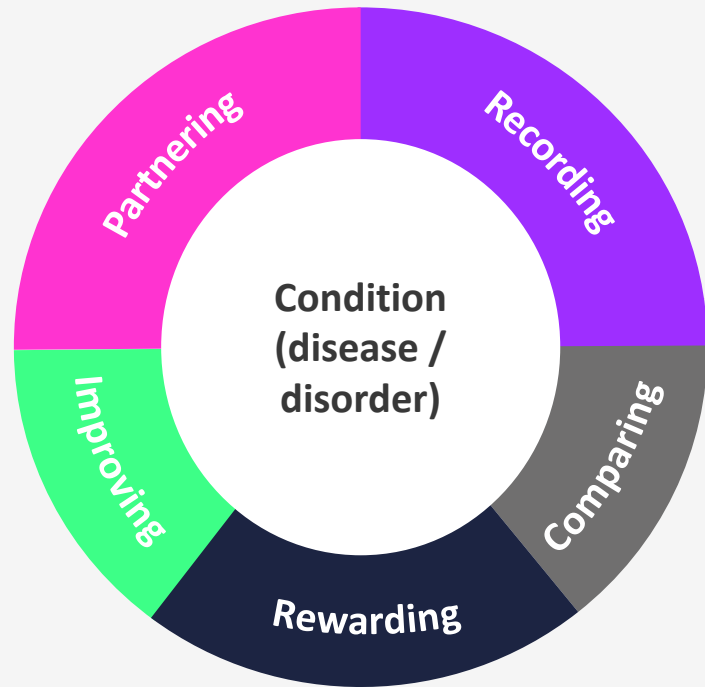 Partnering
Recording
Condition
(disease /
disorder)
Improving
Comparing
Rewarding